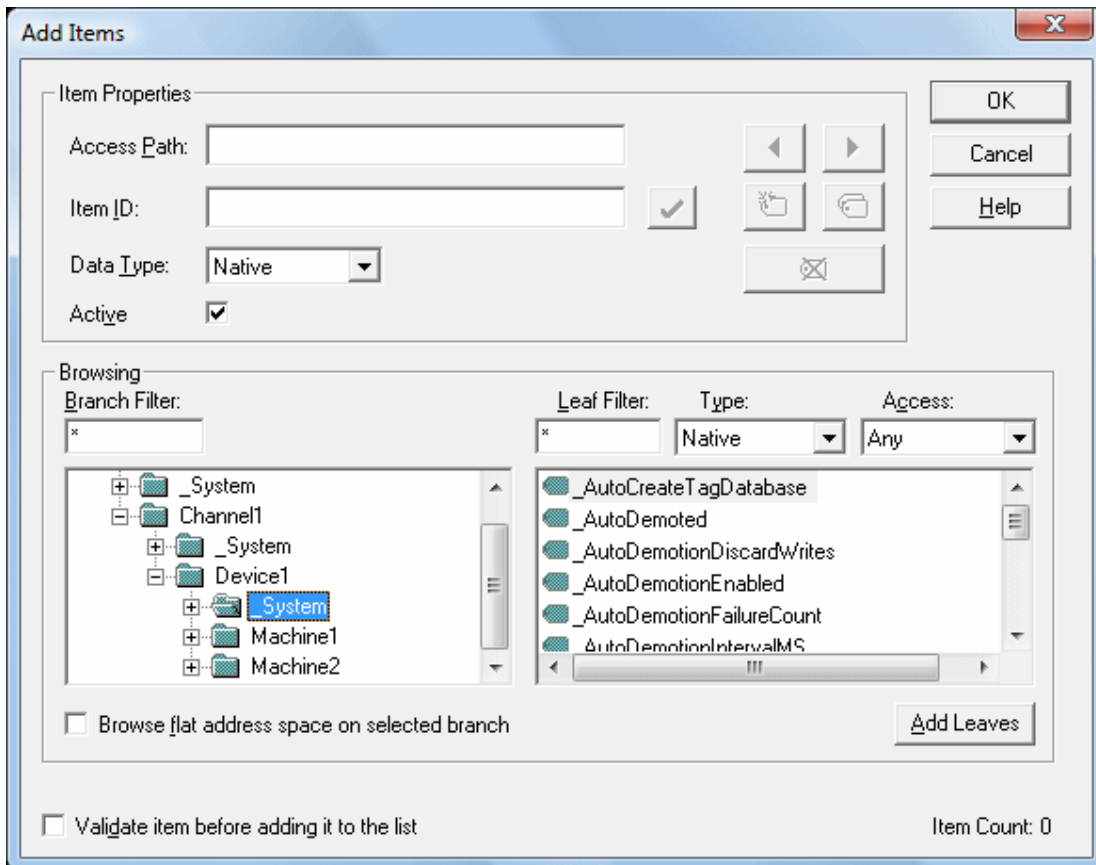 Add Items
Item Properties
OK
Access Path:
Cancel
Item ID:
Help
Data Type: Native
Active
Browsing
Branch Filter: Leaf Filter: Type: Access:
* * Native Any
_System
Channel1
_System
Device1
_System
Machine1
Machine2
_AutoCreateTagDatabase
_AutoDemoted
_AutoDemotionDiscardWrites
_AutoDemotionEnabled
_AutoDemotionFailureCount
_AutoDemotionIntervalMS
Browse flat address space on selected branch
Add Leaves
Validate item before adding it to the list
Item Count: 0